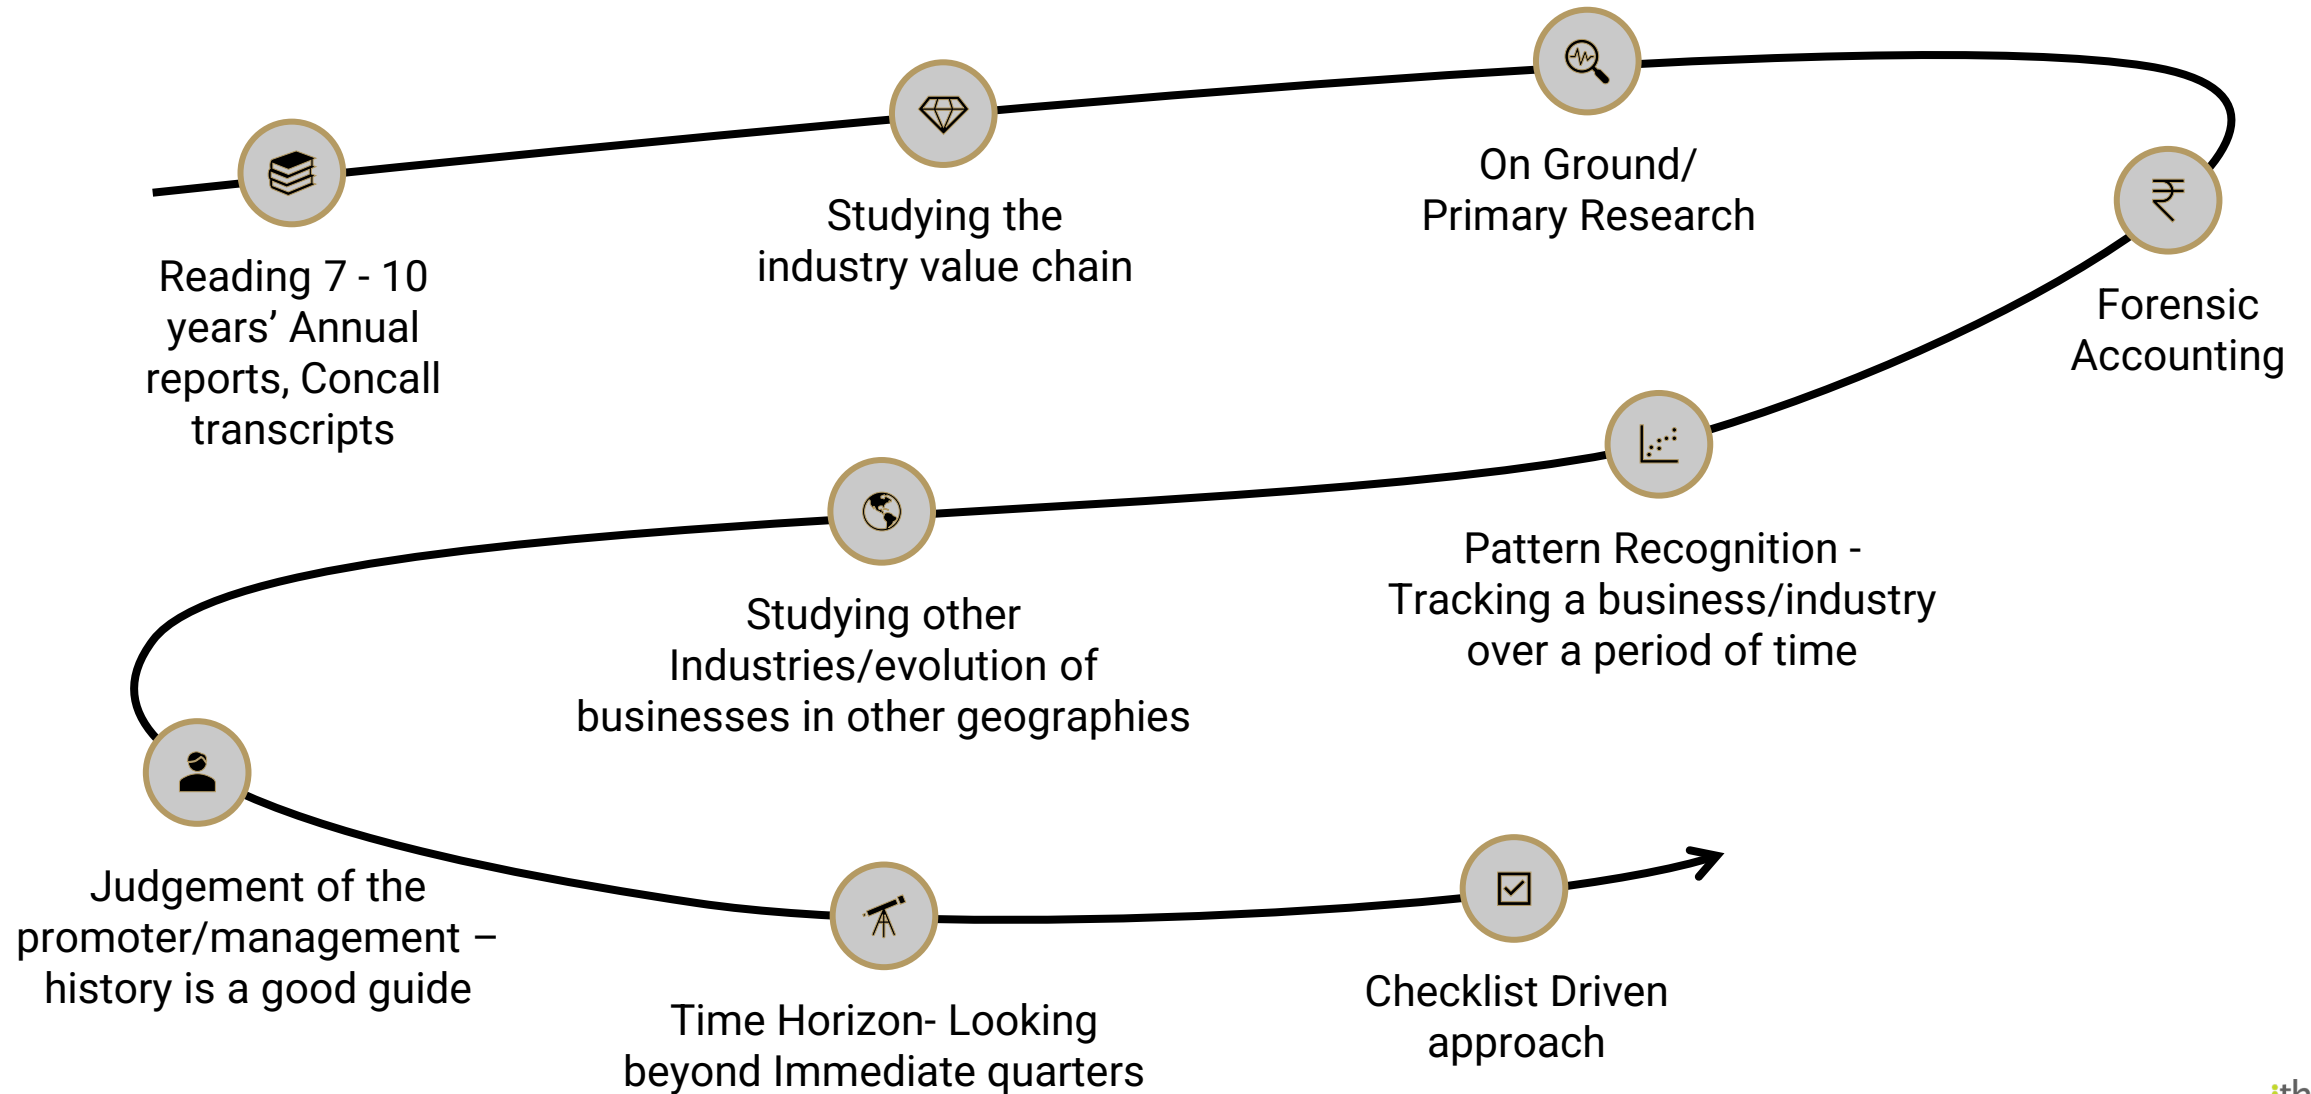 Reading 7 - 10
years’ Annual
reports, Concall
transcripts
Studying the
industry value chain
On Ground/
Primary Research
Forensic
Accounting
Pattern Recognition -
Tracking a business/industry
over a period of time
Studying other
Industries/evolution of
businesses in other geographies
Judgement of the
promoter/management –
history is a good guide
Time Horizon- Looking
beyond Immediate quarters
Checklist Driven
approach